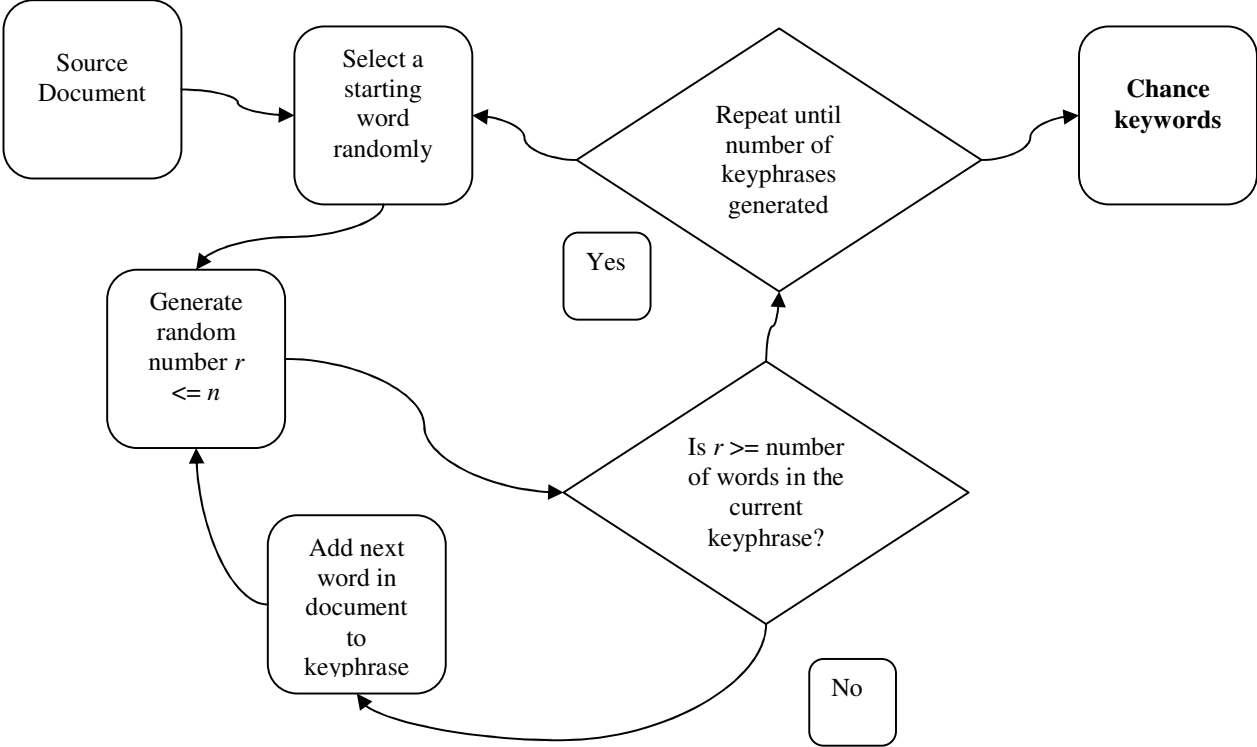 Source
Document
Select a
starting
word
randomly
Repeat until
number of
keyphrases
generated
Chance
keywords
Yes
Generate
random
number r
<= n
Is r >= number
of words in the
current
keyphrase?
Add next
word in
document
to
keyphrase
No